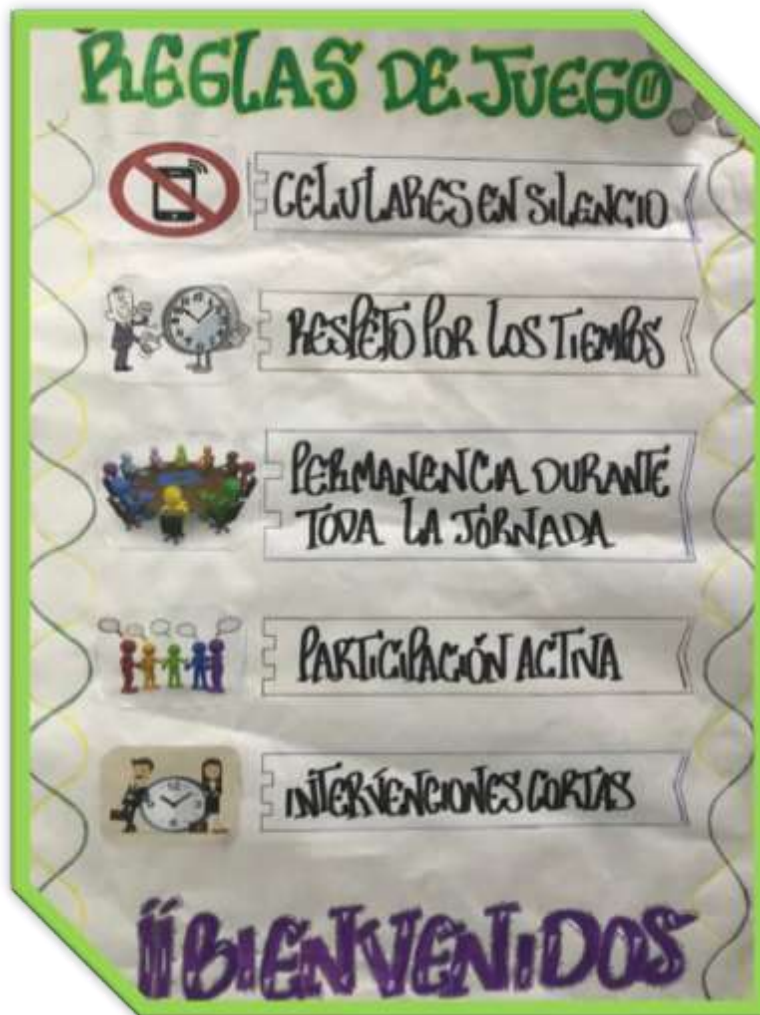 REGLAS DE JUEGO
CELULARES EN SILENCIO
RESPETO POR LOS TIEMPOS
PERMANENCIA DURANTE
TODA LA JORNADA
PARTICIPACIÓN ACTIVA
INTERVENCIONES CORTAS
¡¡BIENVENIDOS